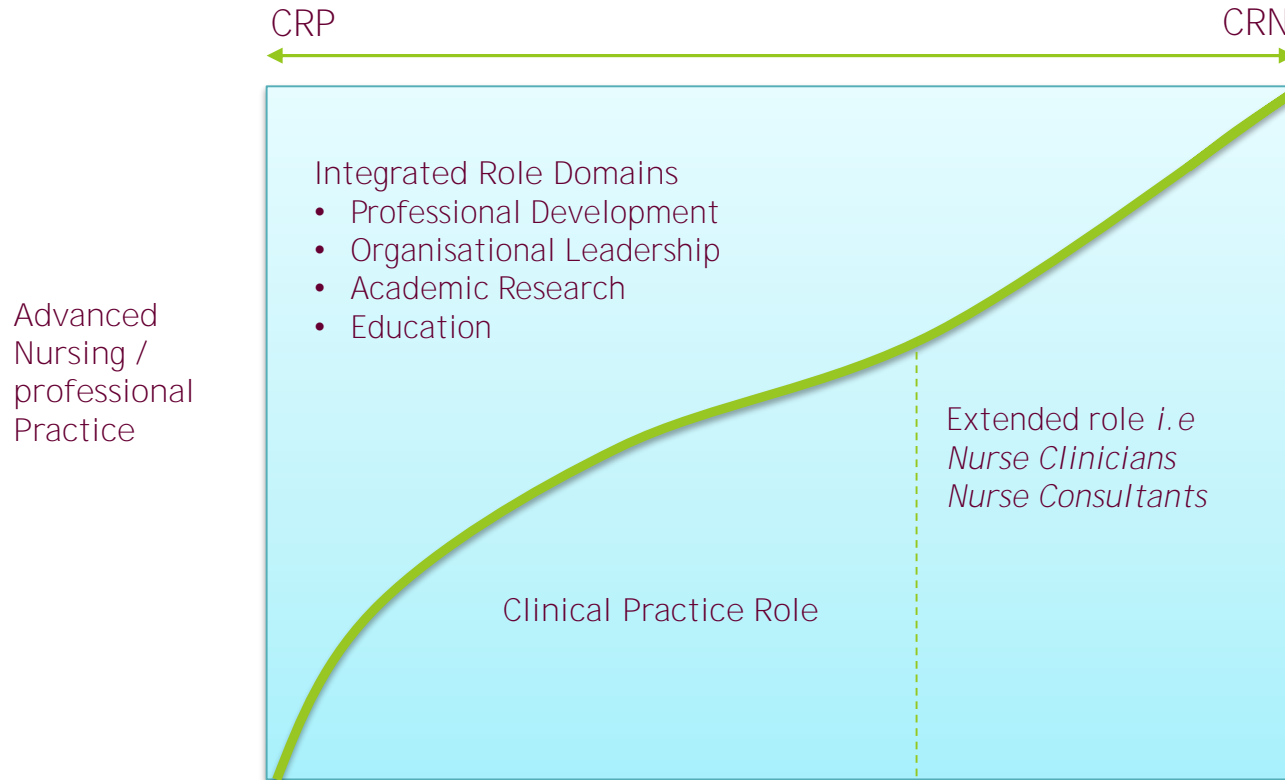 CRP
CRN
Integrated Role Domains
• Professional Development
• Organisational Leadership
• Academic Research
• Education
Advanced
Nursing /
professional
Practice
Extended role i.e
Nurse Clinicians
Nurse Consultants
Clinical Practice Role